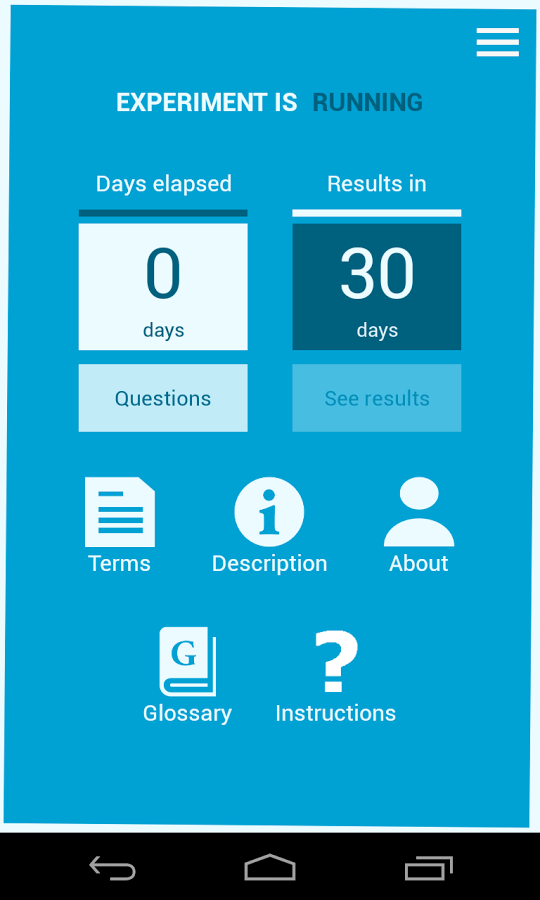 EXPERIMENT IS RUNNING
Days elapsed
Results in
0
30
days
days
Questions
See results
Terms
Description
About
G
Glossary
?
Instructions